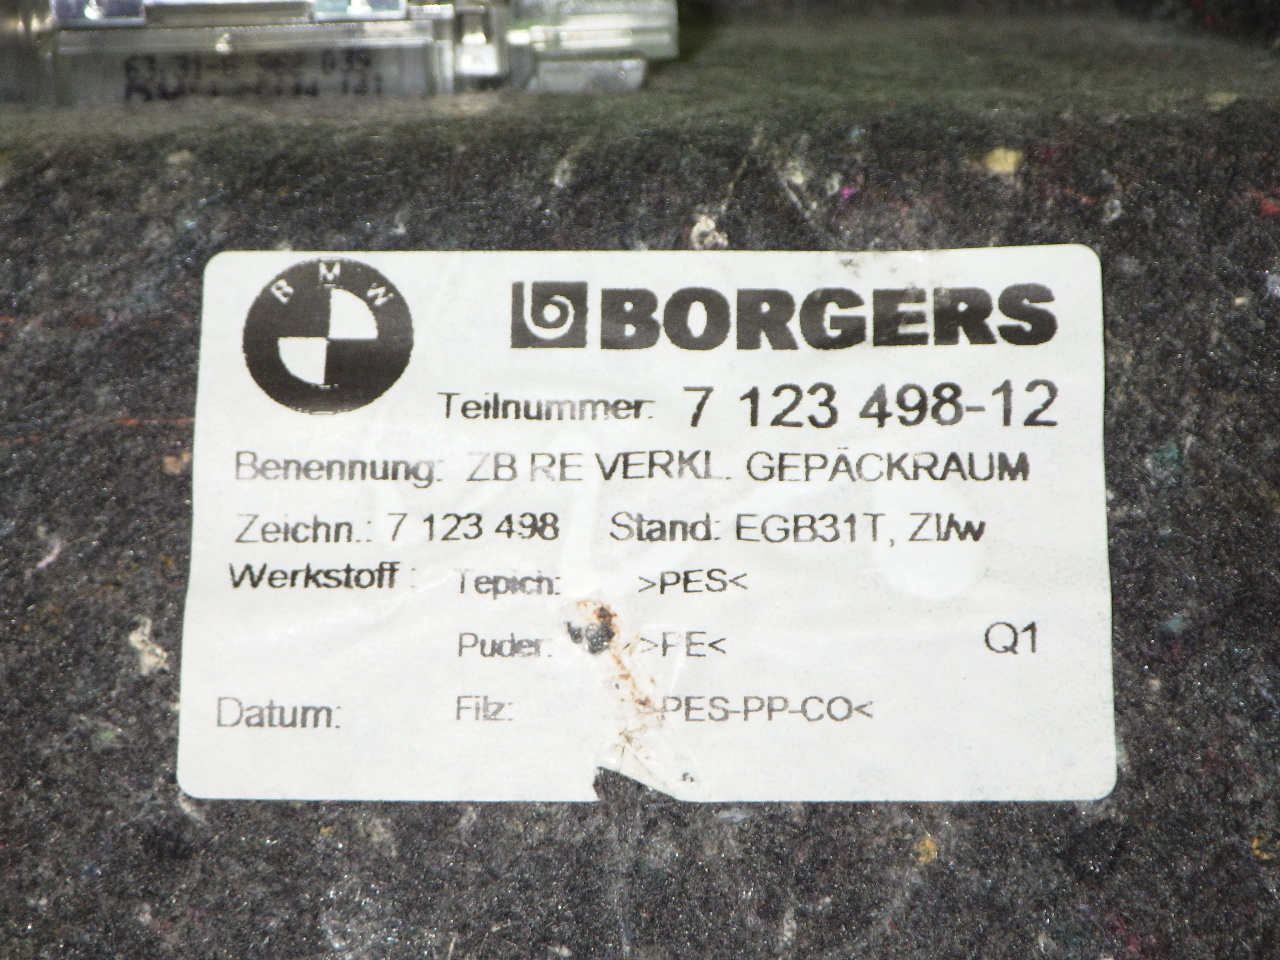 BMW
BORGERS
Teilnummer: 7 123 498-12
Benennung: ZB RE VERKL. GEPÄCKRAUM
Zeichn.: 7 123 498 Stand: EGB31T, ZI/w
Werkstoff: Tepich: >PES<
Puder: >PE< Q1
Datum: Filz: >PES-PP-CO<